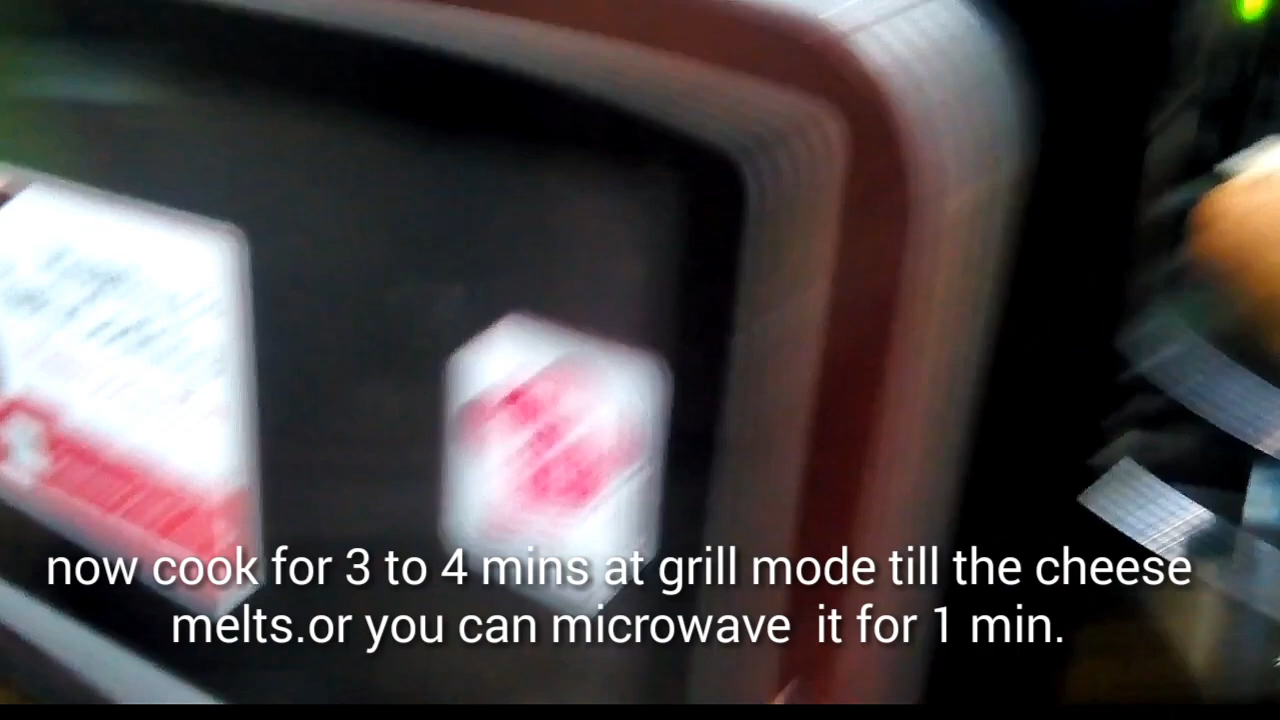 now cook for 3 to 4 mins at grill mode till the cheese
melts.or you can microwave  it for 1 min.